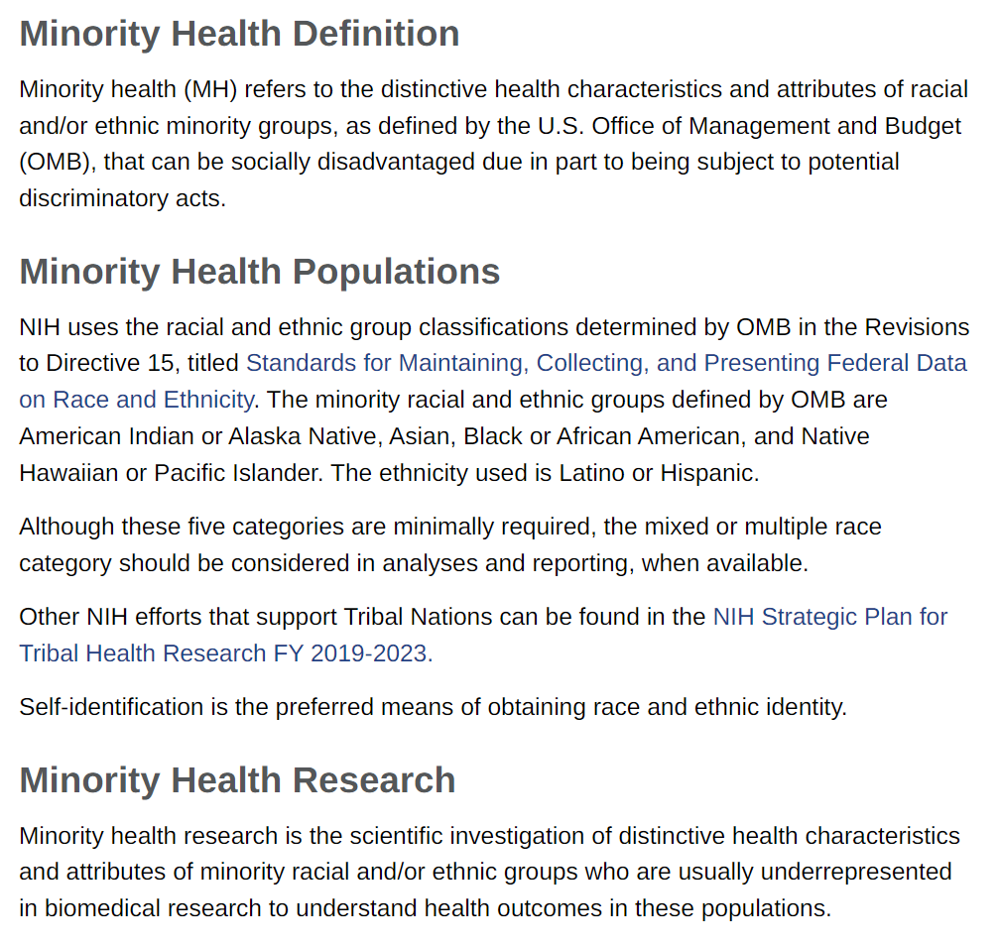 Minority Health Definition
Minority health (MH) refers to the distinctive health characteristics and attributes of racial
and/or ethnic minority groups, as defined by the U.S. Office of Management and Budget
(OMB), that can be socially disadvantaged due in part to being subject to potential
discriminatory acts.
Minority Health Populations
NIH uses the racial and ethnic group classifications determined by OMB in the Revisions
to Directive 15, titled Standards for Maintaining, Collecting, and Presenting Federal Data
on Race and Ethnicity. The minority racial and ethnic groups defined by OMB are
American Indian or Alaska Native, Asian, Black or African American, and Native
Hawaiian or Pacific Islander. The ethnicity used is Latino or Hispanic.
Although these five categories are minimally required, the mixed or multiple race
category should be considered in analyses and reporting, when available.
Other NIH efforts that support Tribal Nations can be found in the NIH Strategic Plan for
Tribal Health Research FY 2019-2023.
Self-identification is the preferred means of obtaining race and ethnic identity.
Minority Health Research
Minority health research is the scientific investigation of distinctive health characteristics
and attributes of minority racial and/or ethnic groups who are usually underrepresented
in biomedical research to understand health outcomes in these populations.